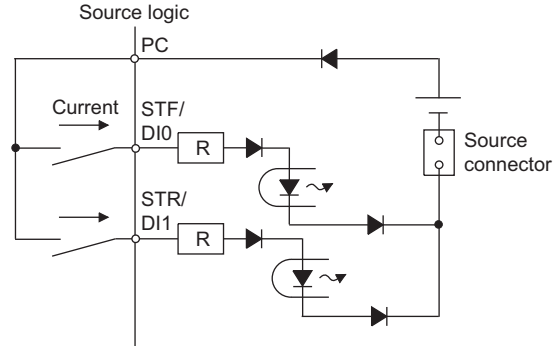 Source logic
PC
Current
STF/
DI0
R
Source
connector
STR/
DI1
R